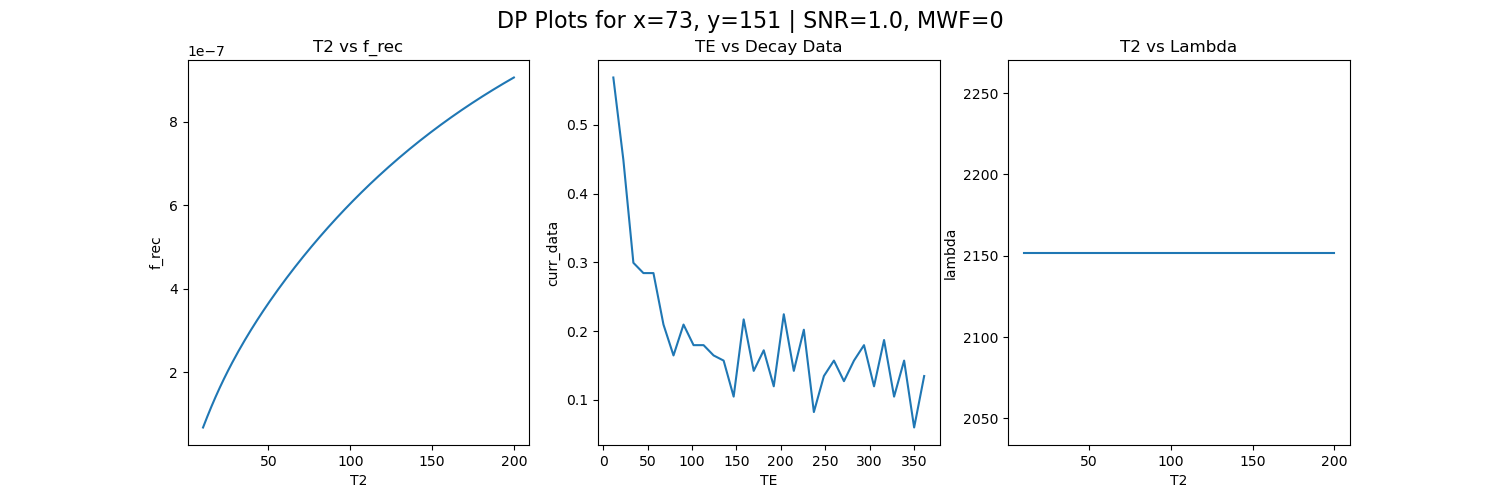 DP Plots for x=73, y=151 | SNR=1.0, MWF=0
T2 vs f_rec
1e−7
8
6
4
2
f_rec
50 100 150 200
T2
TE vs Decay Data
0.5
0.4
0.3
0.2
0.1
curr_data
0 50 100 150 200 250 300 350
TE
T2 vs Lambda
2250
2200
2150
2100
2050
lambda
50 100 150 200
T2